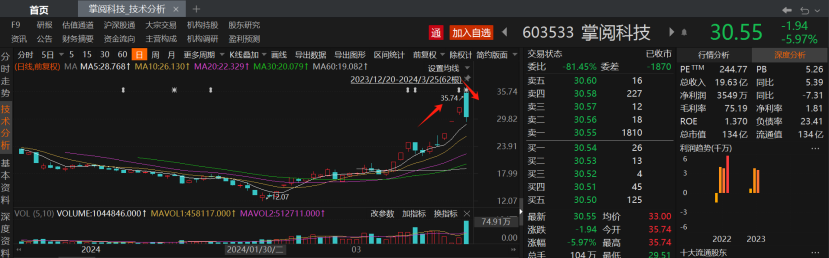 首页 掌阅科技 技术分析 ×
F9 研报 估值通道 沪深股通 大宗交易 机构持股 股东研究
资讯 公告 财务摘要 资金流向 主营构成 机构调研 盈利预测
通 加入自选 603533 掌阅科技 30.55 -1.94 -5.97%
分时 5日 5 15 30 60 日 周 月 更多周期 K线叠加 画线 导出数据 导出图形 区间统计 前复权 除权计 简约版面
(日线,前复权) MA MA5:28.768↑ MA10:26.130↑ MA20:22.329↑ MA30:20.079↑ MA60:19.082↑ 设置均线
2023/12/20-2024/3/25(62根)
分时走势
技术分析
基本资料
深度资料
35.74
35.74
29.82
23.91
17.99
12.07
12.07
VOL (5,10) VOLUME:1044846.000↑ MAVOL1:458117.000↑ MAVOL2:512711.000↑ 改参数 加指标 换指标
74.91万
0.00
2024 2024/01/30/二 03
交易状态 已收市
委比 -81.45% 委差 -1870
卖五 30.60 16
卖四 30.58 227
卖三 30.57 12
卖二 30.56 18
卖一 30.55 1810
买一 30.54 26
买二 30.53 13
买三 30.52 4
买四 30.51 45
买五 30.50 125
最新 30.55 均价 33.00
涨跌 -1.94 今开 35.74
涨幅 -5.97% 最高 35.74
总手 104万 最低 29.51
行情分析 深度分析
PE TTM 244.77 PB 5.26
总收入 19.63亿 同比 5.39
净利润 3549万 同比 -7.31
毛利率 75.19 净利率 1.81
ROE 1.370 负债率 23.41
总市值 134亿 流通值 134亿
利润趋势(千万)
6
3
0
-3
-6
2022 2023
十大流通股东